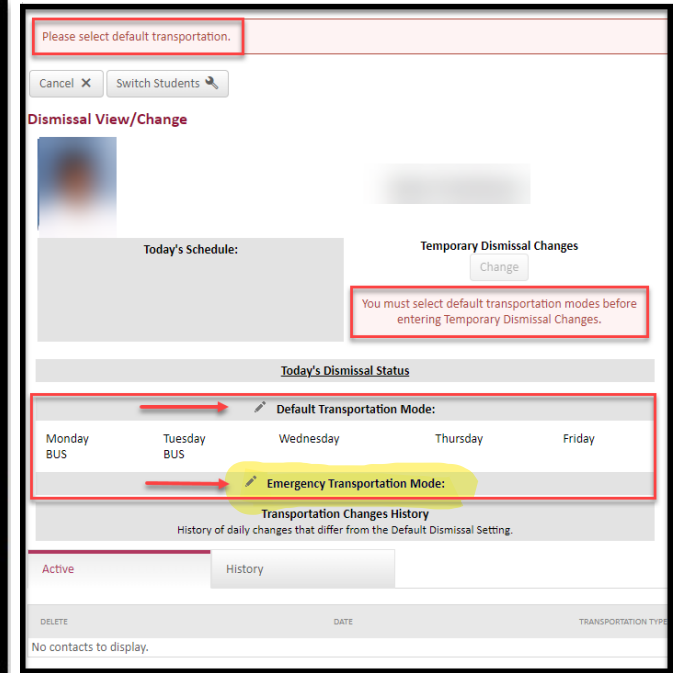 Please select default transportation.
Cancel X Switch Students
Dismissal View/Change
Today's Schedule:
Temporary Dismissal Changes
Change
You must select default transportation modes before
entering Temporary Dismissal Changes.
Today's Dismissal Status
Default Transportation Mode:
Monday Tuesday Wednesday Thursday Friday
BUS BUS
Emergency Transportation Mode:
Transportation Changes History
History of daily changes that differ from the Default Dismissal Setting.
Active History
DELETE DATE TRANSPORTATION TYPE
No contacts to display.